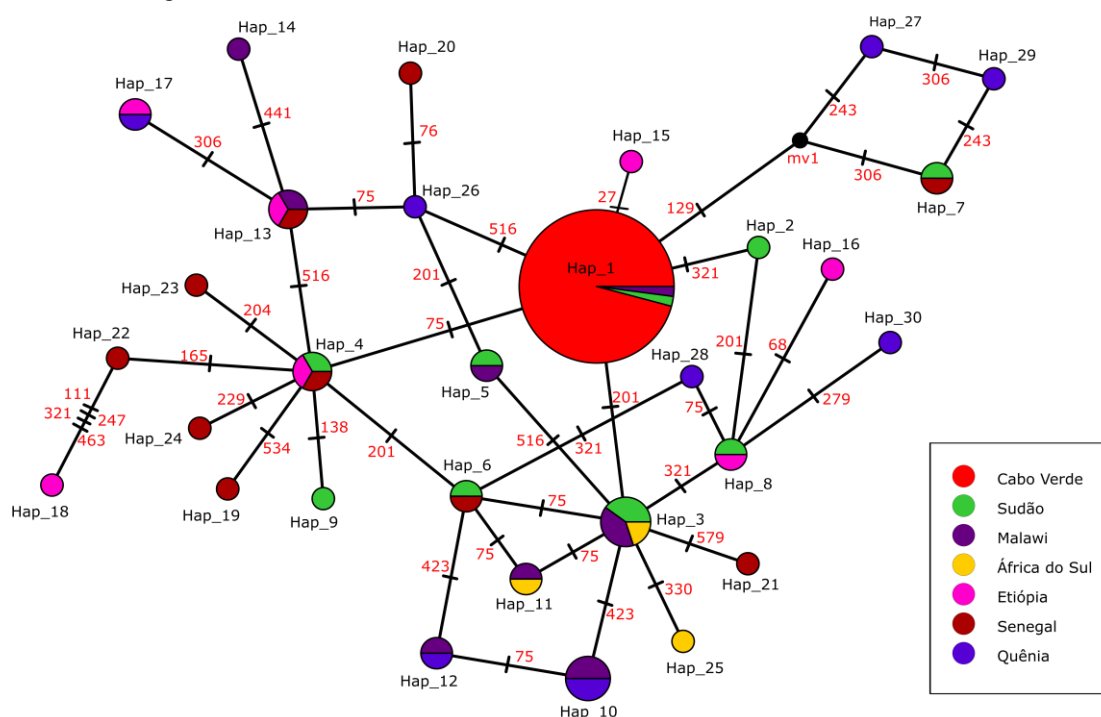 Hap_27
Hap_14
Hap_20
Hap_29
306
Hap_17
243
441
76
Hap_15
243
306
mv1
306
Hap_26
27
129
Hap_7
75
Hap_13
516
Hap_2
Hap_16
Hap_1
321
516
201
Hap_23
204
Hap_30
Hap_22
75
201
68
Hap_4
165
Hap_28
Hap_5
279
111
229
201
75
321
247
463
138
516
321
Hap_24
534
201
Hap_8
Hap_6
321
Hap_18
Hap_19
Hap_9
75
Hap_3
579
75
75
423
330
Hap_21
Hap_11
423
Hap_25
75
Hap_12
Hap_10
Cabo Verde
Sudão
Malawi
África do Sul
Etiópia
Senegal
Quênia